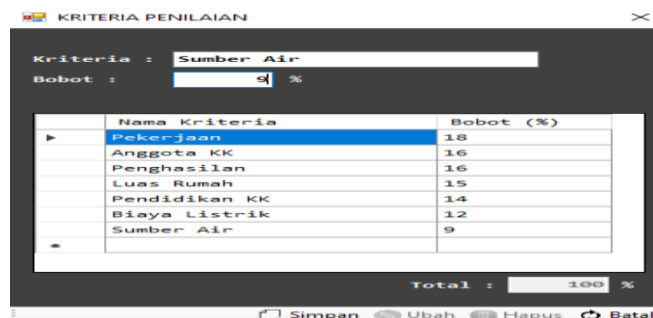 KRITERIA PENILAIAN
Kriteria : Sumber Air
Bobot : 9 %
Nama Kriteria Bobot (%)
Pekerjaan 18
Anggota KK 16
Penghasilan 16
Luas Rumah 15
Pendidikan KK 14
Biaya Listrik 12
Sumber Air 9
Total : 100 %
Simpan Ubah Hapus Batal